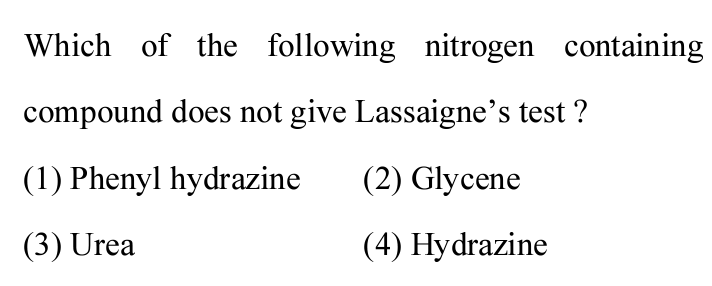 Which of the following nitrogen containing
compound does not give Lassaigne's test ?
(1) Phenyl hydrazine (2) Glycene
(3) Urea (4) Hydrazine